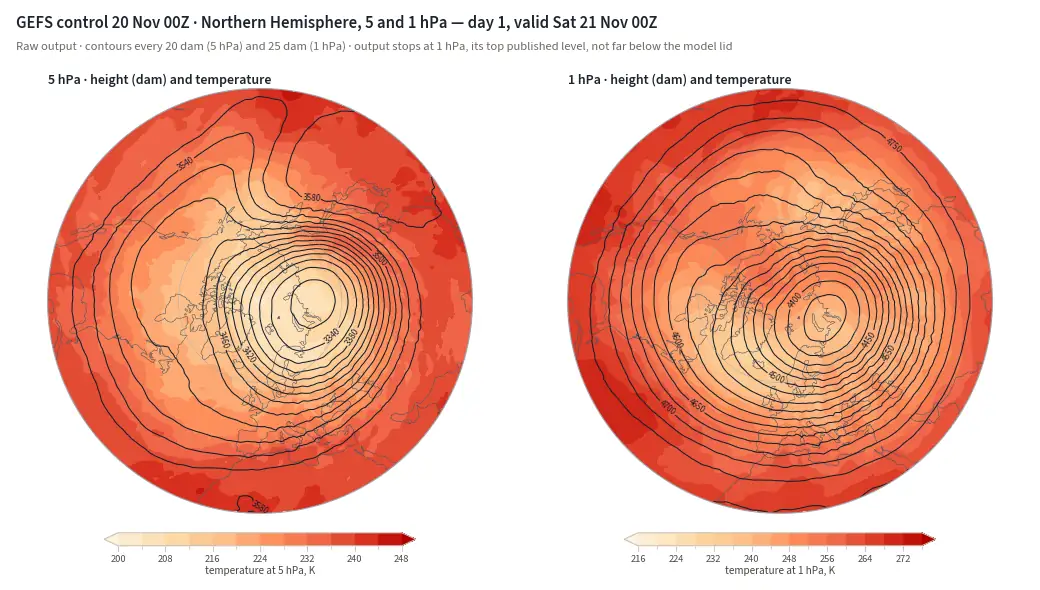 GEFS control 20 Nov 00Z · Northern Hemisphere, 5 and 1 hPa — day 1, valid Sat 21 Nov 00Z
Raw output · contours every 20 dam (5 hPa) and 25 dam (1 hPa) · output stops at 1 hPa, its top published level, not far below the model lid
5 hPa · height (dam) and temperature
1 hPa · height (dam) and temperature
3540
3580
3500
3460
3420
3340
3380
3580
4750
4400
4600
4450
4550
4500
4700
4650
200 208 216 224 232 240 248
temperature at 5 hPa, K
216 224 232 240 248 256 264 272
temperature at 1 hPa, K